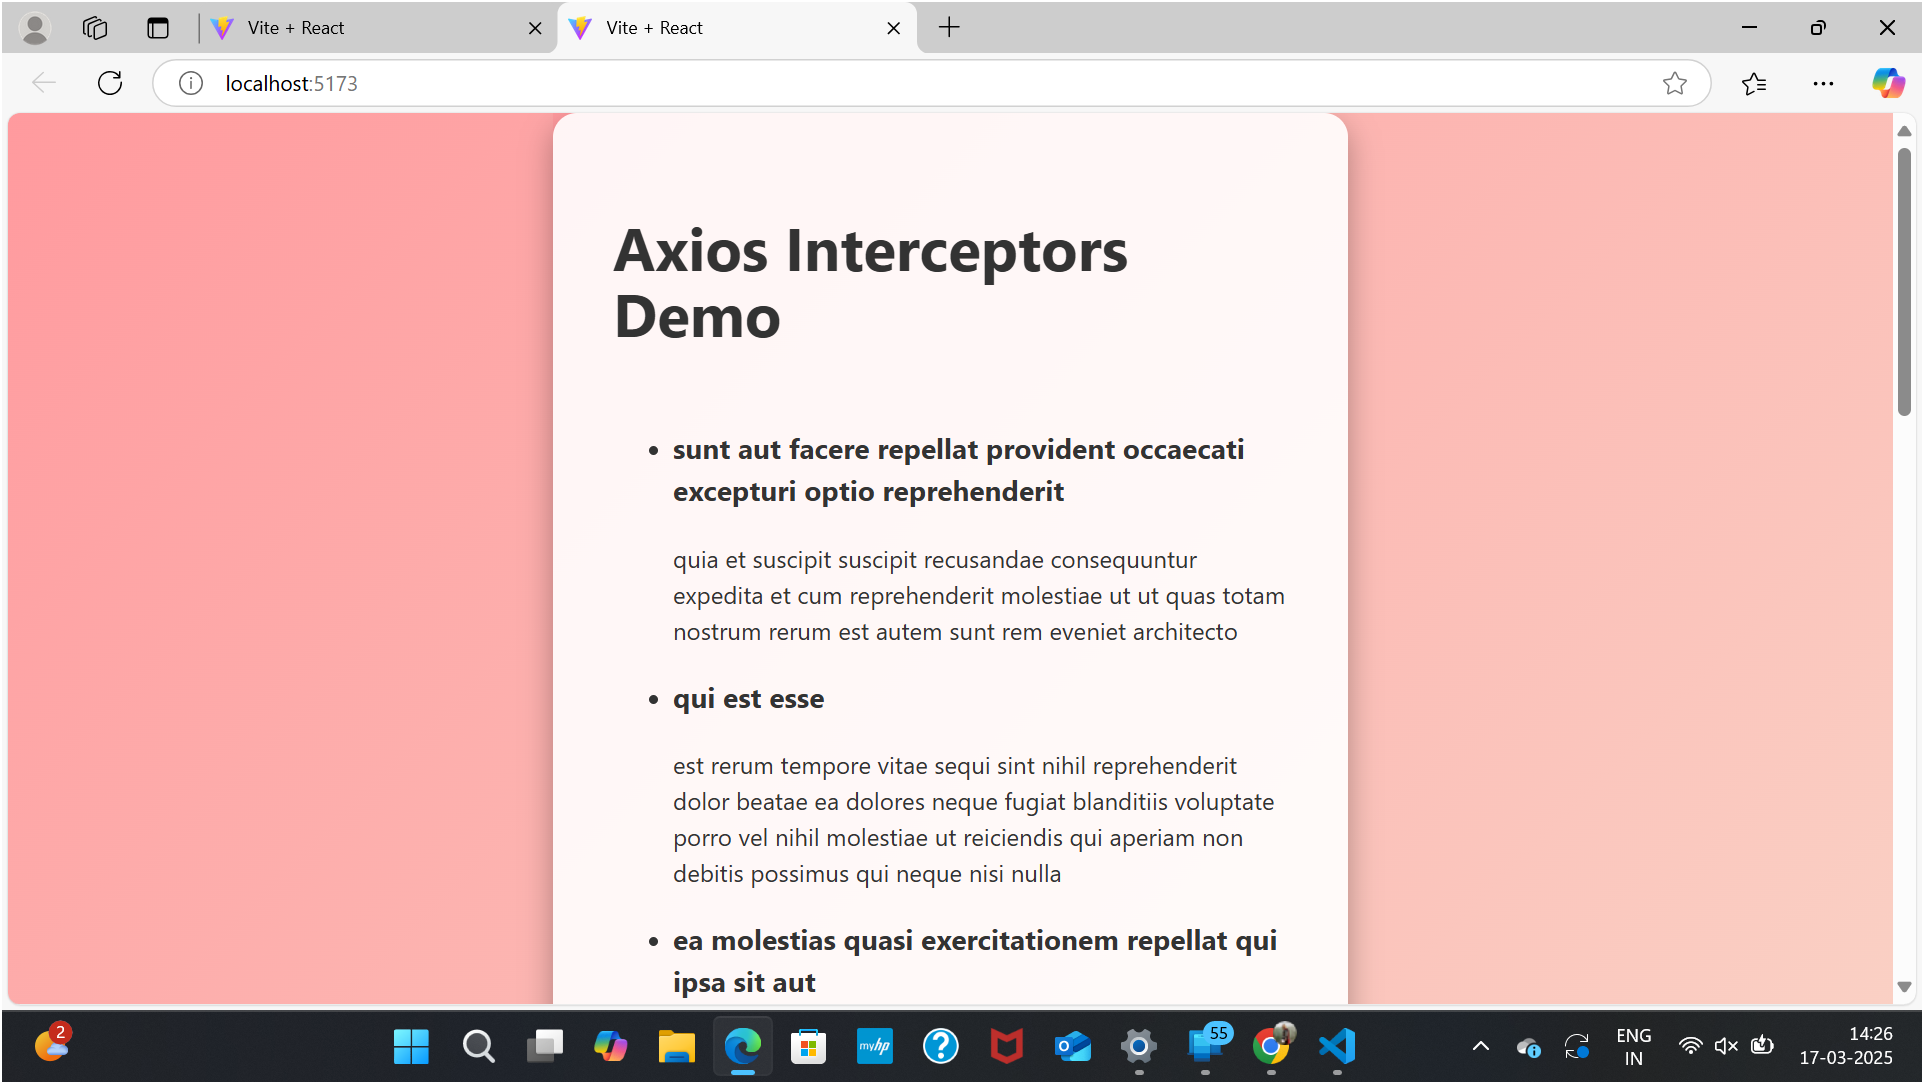 Vite + React
Vite + React
localhost:5173
Axios Interceptors
Demo
• sunt aut facere repellat provident occaecati
excepturi optio reprehenderit
quia et suscipit suscipit recusandae consequuntur
expedita et cum reprehenderit molestiae ut ut quas totam
nostrum rerum est autem sunt rem eveniet architecto
• qui est esse
est rerum tempore vitae sequi sint nihil reprehenderit
dolor beatae ea dolores neque fugiat blanditiis voluptate
porro vel nihil molestiae ut reiciendis qui aperiam non
debitis possimus qui neque nisi nulla
• ea molestias quasi exercitationem repellat qui
ipsa sit aut
2
myhp
?
55
ENG
IN
14:26
17-03-2025